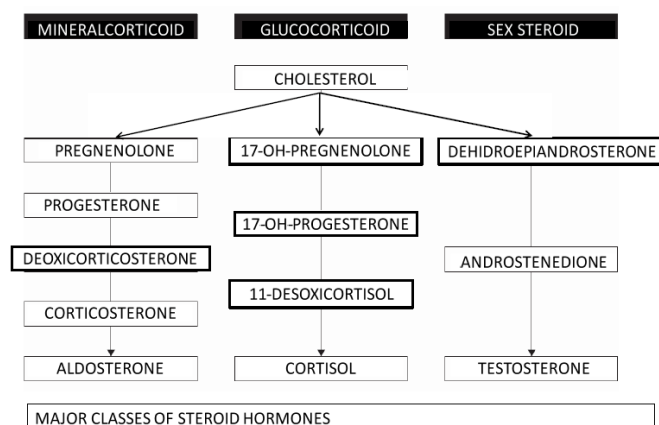 MINERALCORTICOID
GLUCOCORTICOID
SEX STEROID
CHOLESTEROL
PREGNENOLONE
17-OH-PREGNENOLONE
DEHIDROEPIANDROSTERONE
PROGESTERONE
17-OH-PROGESTERONE
DEOXICORTICOSTERONE
ANDROSTENEDIONE
11-DESOXICORTISOL
CORTICOSTERONE
ALDOSTERONE
CORTISOL
TESTOSTERONE
MAJOR CLASSES OF STEROID HORMONES